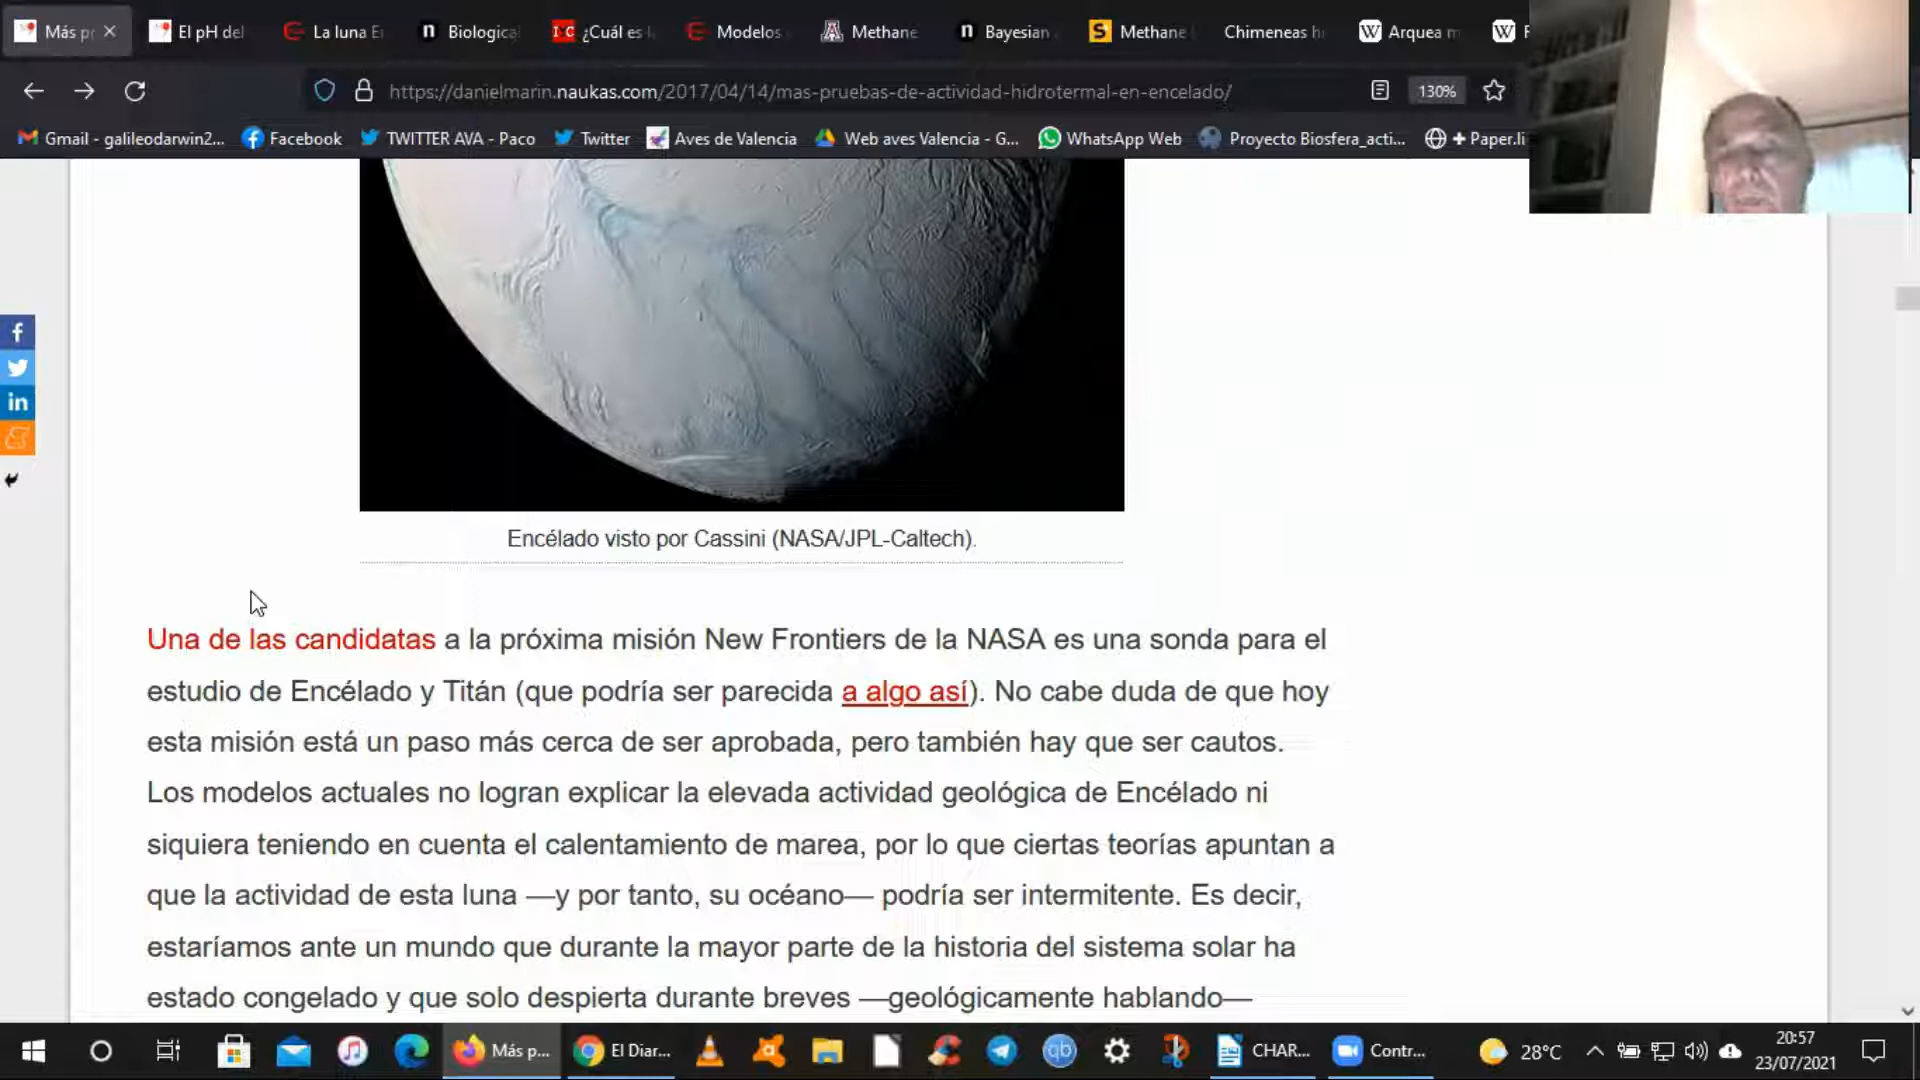 Más pr
El pH del
La luna E
Biological
¿Cuál es l
Modelos
Methane
Bayesian
Methane
Chimeneas h
Arquea m
https://danielmarin.naukas.com/2017/04/14/mas-pruebas-de-actividad-hidrotermal-en-encelado/
130%
Gmail - galileodarwin2...
Facebook
TWITTER AVA - Paco
Twitter
Aves de Valencia
Web aves Valencia - G...
WhatsApp Web
Proyecto Biosfera_acti...
+ Paper.li
Encélado visto por Cassini (NASA/JPL-Caltech).
Una de las candidatas a la próxima misión New Frontiers de la NASA es una sonda para el
estudio de Encélado y Titán (que podría ser parecida a algo así). No cabe duda de que hoy
esta misión está un paso más cerca de ser aprobada, pero también hay que ser cautos.
Los modelos actuales no logran explicar la elevada actividad geológica de Encélado ni
siquiera teniendo en cuenta el calentamiento de marea, por lo que ciertas teorías apuntan a
que la actividad de esta luna —y por tanto, su océano— podría ser intermitente. Es decir,
estaríamos ante un mundo que durante la mayor parte de la historia del sistema solar ha
estado congelado y que solo despierta durante breves —geológicamente hablando—
Más p...
El Diar...
CHAR...
Contr...
28°C
20:57
23/07/2021